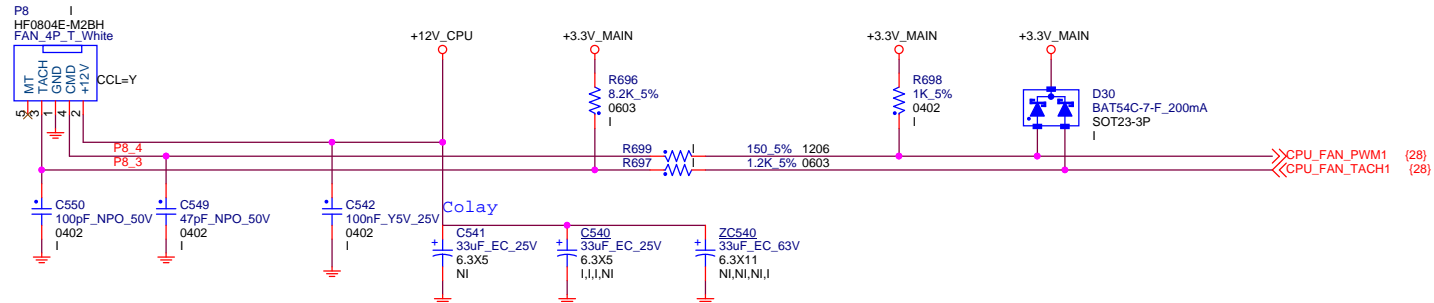 P8 I
HF0804E-M2BH
FAN_4P_T_White
MT
TACH
GND
CMD
+12V
CCL=Y
5
3
1
4
2
+12V_CPU
+3.3V_MAIN
+3.3V_MAIN
+3.3V_MAIN
R696
8.2K_5%
0603
I
R698
1K_5%
0402
I
D30
BAT54C-7-F_200mA
SOT23-3P
I
P8_4
P8_3
R699 I 150_5% 1206
R697 I 1.2K_5% 0603
CPU_FAN_PWM1 {28}
CPU_FAN_TACH1 {28}
C550
100pF_NPO_50V
0402
I
C549
47pF_NPO_50V
0402
I
C542
100nF_Y5V_25V
0402
I
Colay
+
C541
33uF_EC_25V
6.3X5
NI
+
C540
33uF_EC_25V
6.3X5
I,I,I,NI
+
ZC540
33uF_EC_63V
6.3X11
NI,NI,NI,I